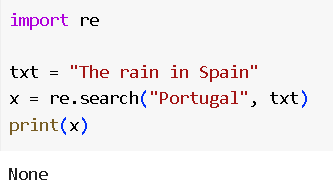 import re
txt = "The rain in Spain"
x = re.search("Portugal", txt)
print(x)
None